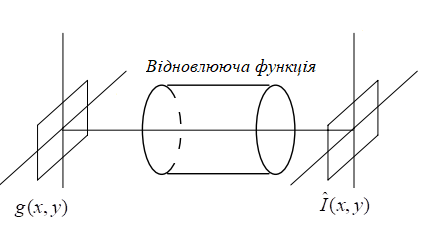 Відновлююча функція
g(x, y)
Î(x, y)